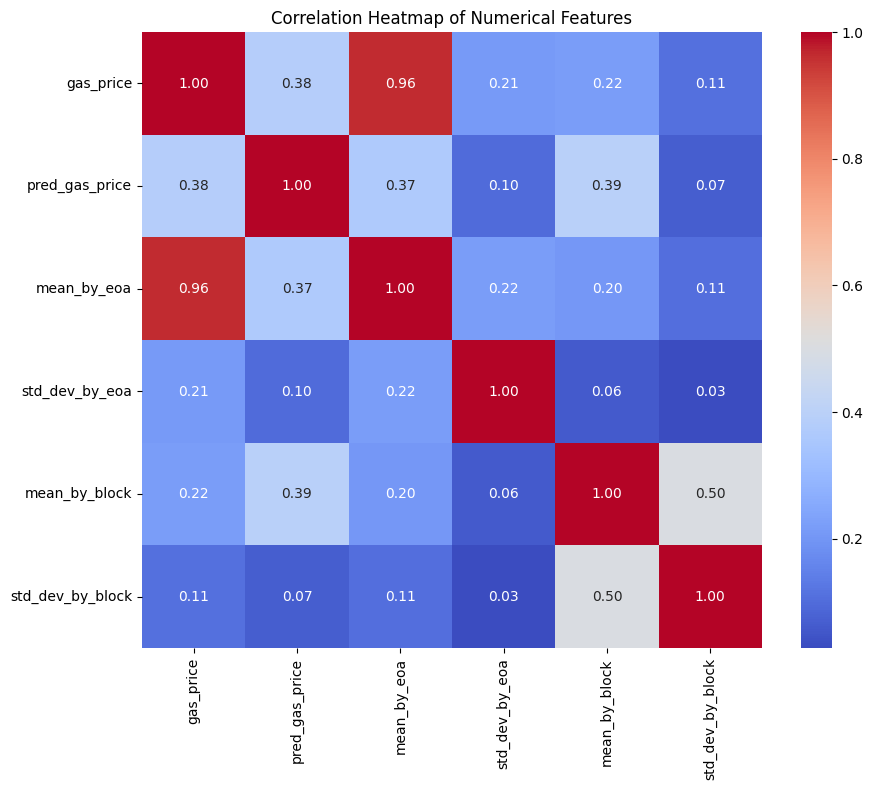 Correlation Heatmap of Numerical Features
gas_price 1.00 0.38 0.96 0.21 0.22 0.11
pred_gas_price 0.38 1.00 0.37 0.10 0.39 0.07
mean_by_eoa 0.96 0.37 1.00 0.22 0.20 0.11
std_dev_by_eoa 0.21 0.10 0.22 1.00 0.06 0.03
mean_by_block 0.22 0.39 0.20 0.06 1.00 0.50
std_dev_by_block 0.11 0.07 0.11 0.03 0.50 1.00
gas_price
pred_gas_price
mean_by_eoa
std_dev_by_eoa
mean_by_block
std_dev_by_block
1.0
0.8
0.6
0.4
0.2